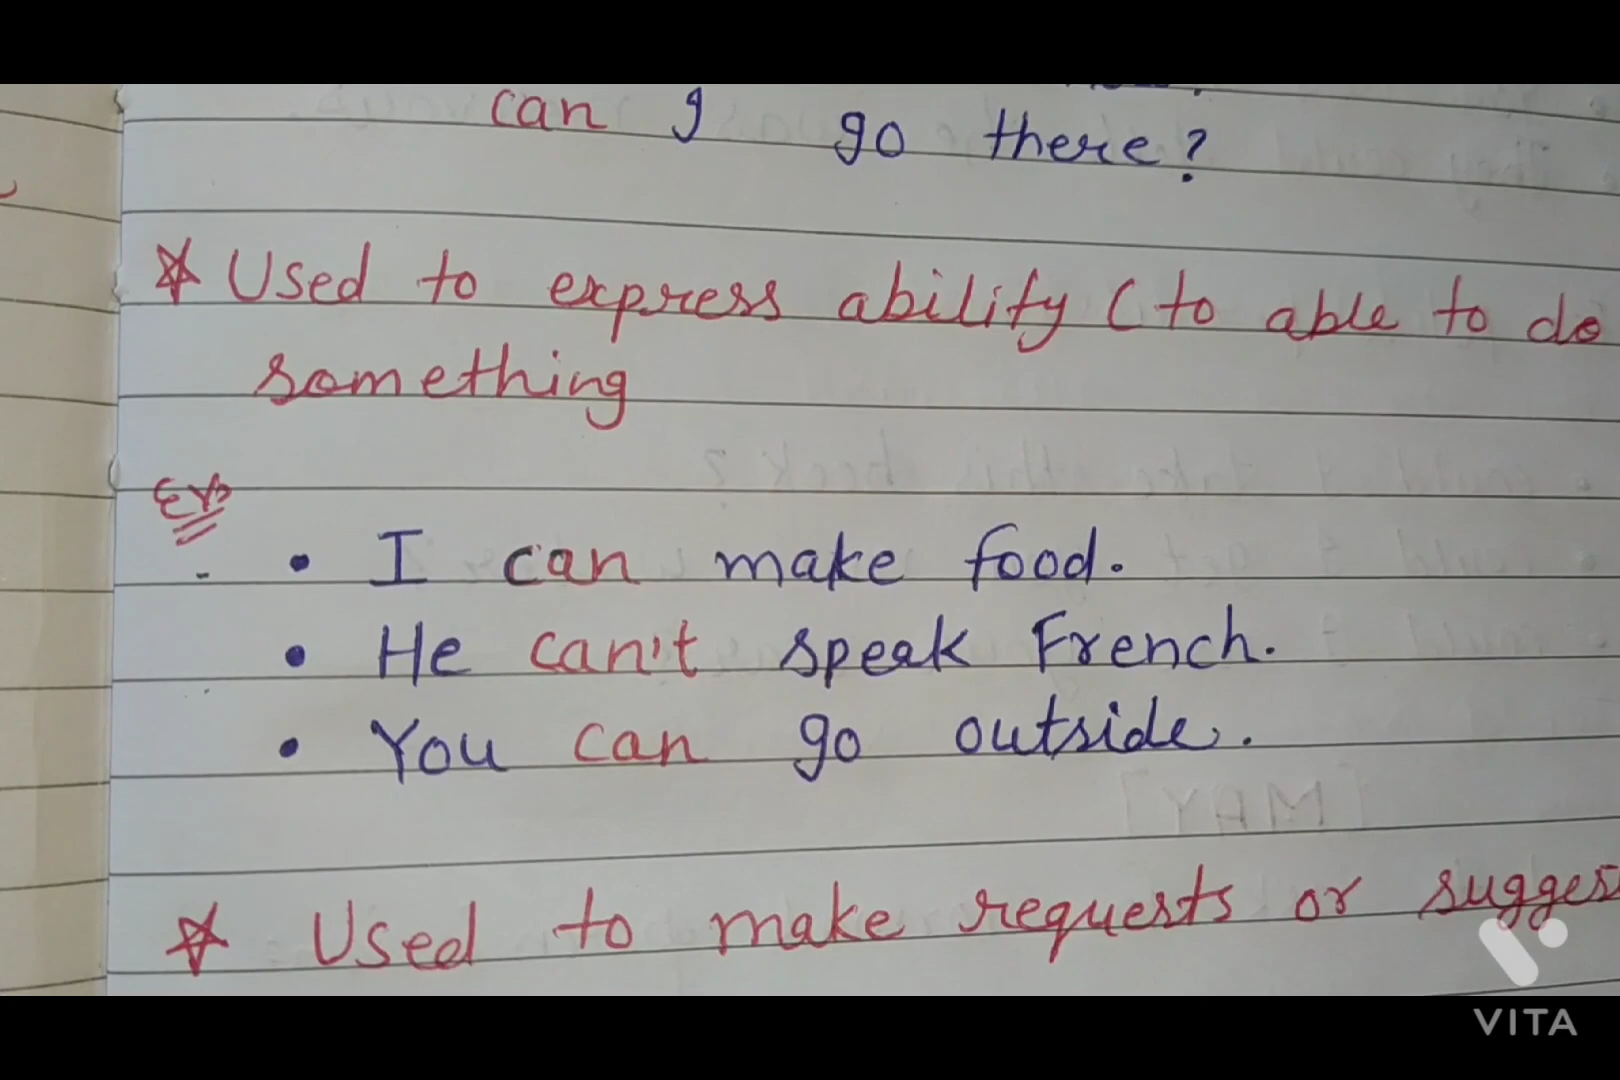 can I go there?
☆ Used to express ability ( to able to do
something
Ex
• I can make food.
• He can't speak French.
• You can go outside.
[MAY]
☆ Used to make requests or sugges
VITA